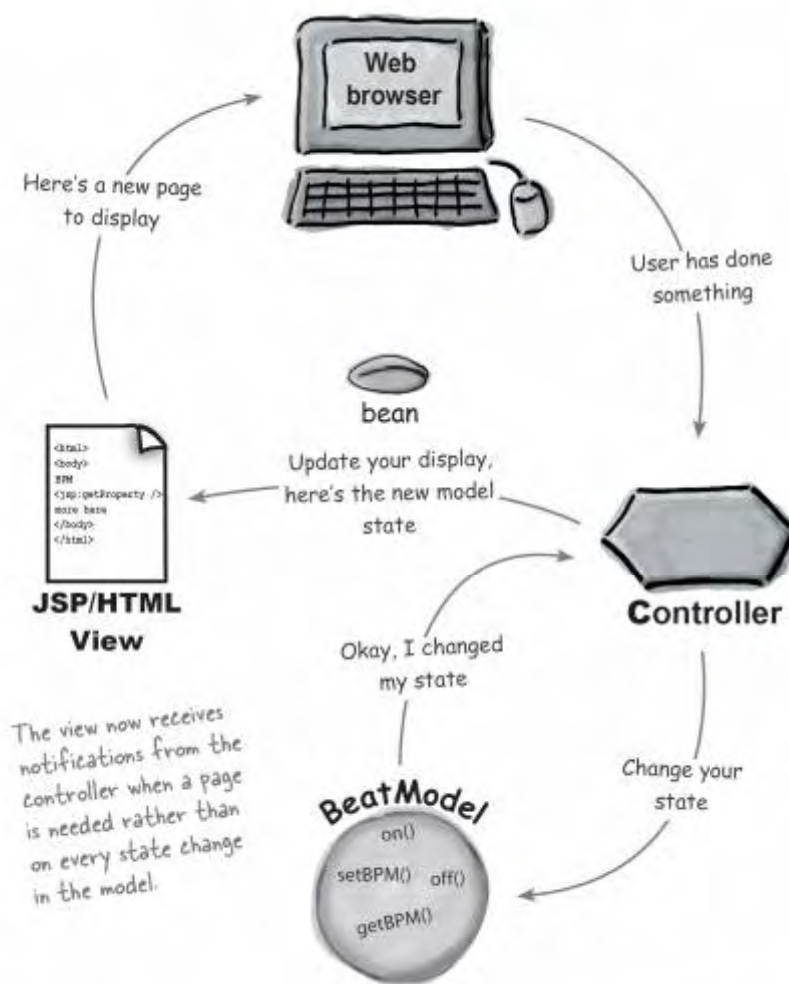 Web
browser
Here's a new page
to display
User has done
something
bean
Update your display,
here's the new model
state
<html>
<body>
BPM
<jsp:getProperty />
more here
</body>
</html>
JSP/HTML
View
Controller
Okay, I changed
my state
The view now receives
notifications from the
controller when a page
is needed rather than
on every state change
in the model.
Change your
state
BeatModel
on()
setBPM() off()
getBPM()